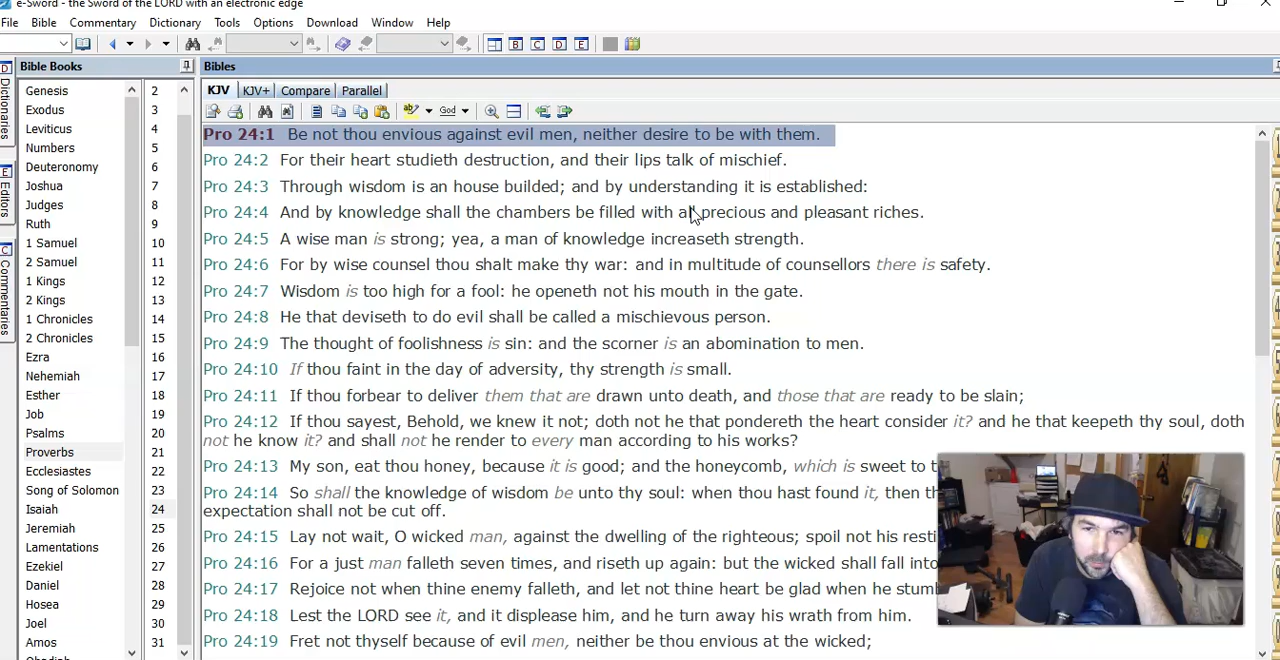 e-Sword - the Sword of the LORD with an electronic edge
File Bible Commentary Dictionary Tools Options Download Window Help
B C D E
Bible Books
Bibles
Dictionaries
Editors
Commentaries
KJV KJV+ Compare Parallel
God
Genesis 2
Exodus 3
Leviticus 4
Numbers 5
Deuteronomy 6
Joshua 7
Judges 8
Ruth 9
1 Samuel 10
2 Samuel 11
1 Kings 12
2 Kings 13
1 Chronicles 14
2 Chronicles 15
Ezra 16
Nehemiah 17
Esther 18
Job 19
Psalms 20
Proverbs 21
Ecclesiastes 22
Song of Solomon 23
Isaiah 24
Jeremiah 25
Lamentations 26
Ezekiel 27
Daniel 28
Hosea 29
Joel 30
Amos 31
Pro 24:1 Be not thou envious against evil men, neither desire to be with them.
Pro 24:2 For their heart studieth destruction, and their lips talk of mischief.
Pro 24:3 Through wisdom is an house builded; and by understanding it is established:
Pro 24:4 And by knowledge shall the chambers be filled with all precious and pleasant riches.
Pro 24:5 A wise man is strong; yea, a man of knowledge increaseth strength.
Pro 24:6 For by wise counsel thou shalt make thy war: and in multitude of counsellors there is safety.
Pro 24:7 Wisdom is too high for a fool: he openeth not his mouth in the gate.
Pro 24:8 He that deviseth to do evil shall be called a mischievous person.
Pro 24:9 The thought of foolishness is sin: and the scorner is an abomination to men.
Pro 24:10 If thou faint in the day of adversity, thy strength is small.
Pro 24:11 If thou forbear to deliver them that are drawn unto death, and those that are ready to be slain;
Pro 24:12 If thou sayest, Behold, we knew it not; doth not he that pondereth the heart consider it? and he that keepeth thy soul, doth
not he know it? and shall not he render to every man according to his works?
Pro 24:13 My son, eat thou honey, because it is good; and the honeycomb, which is sweet to t
Pro 24:14 So shall the knowledge of wisdom be unto thy soul: when thou hast found it, then th
expectation shall not be cut off.
Pro 24:15 Lay not wait, O wicked man, against the dwelling of the righteous; spoil not his resti
Pro 24:16 For a just man falleth seven times, and riseth up again: but the wicked shall fall into
Pro 24:17 Rejoice not when thine enemy falleth, and let not thine heart be glad when he stum
Pro 24:18 Lest the LORD see it, and it displease him, and he turn away his wrath from him.
Pro 24:19 Fret not thyself because of evil men, neither be thou envious at the wicked;